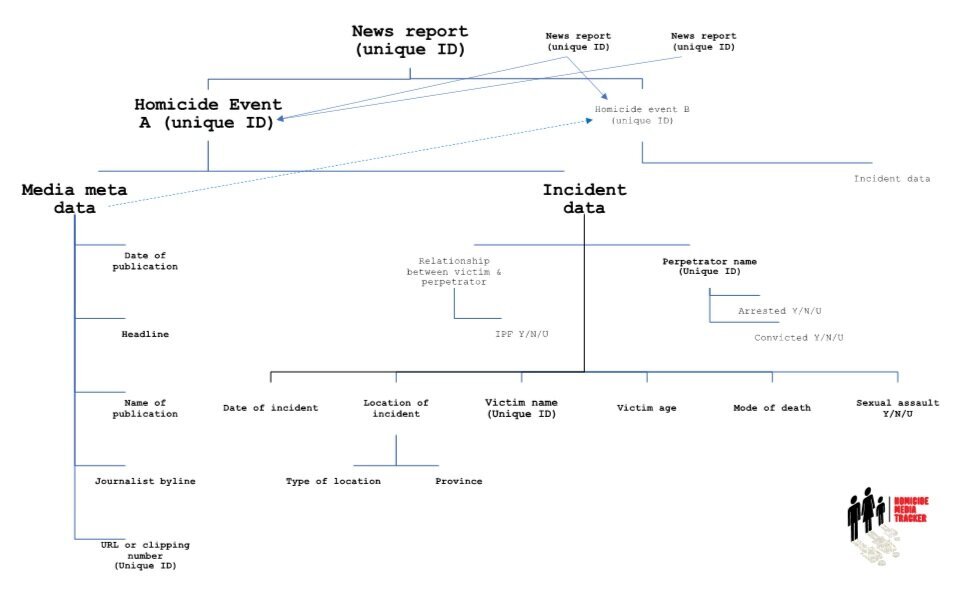 News report
(unique ID)
News report
(unique ID)
News report
(unique ID)
Homicide Event
A (unique ID)
Homicide event B
(unique ID)
Incident data
Media meta
data
Incident
data
Date of
publication
Relationship
between victim &
perpetrator
Perpetrator name
(Unique ID)
Arrested Y/N/U
Headline
IPF Y/N/U
Convicted Y/N/U
Name of
publication
Date of incident
Location of
incident
Victim name
(Unique ID)
Victim age
Mode of death
Sexual assault
Y/N/U
Journalist byline
Type of location
Province
URL or clipping
number
(Unique ID)
HOMICIDE
MEDIA
TRACKER